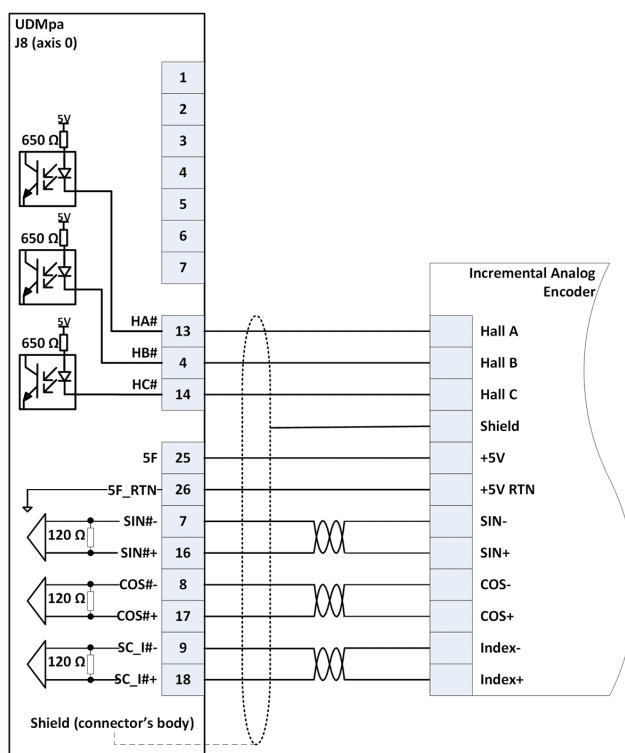 UDMpa
J8 (axis 0)
1
2
3
4
5
6
7
5V
650 Ω
5V
650 Ω
5V
650 Ω
Incremental Analog
Encoder
HA# 13 Hall A
HB# 4 Hall B
HC# 14 Hall C
Shield
5F 25 +5V
5F_RTN 26 +5V RTN
SIN#- 7 SIN-
120 Ω
SIN#+ 16 SIN+
COS#- 8 COS-
120 Ω
COS#+ 17 COS+
SC_I#- 9 Index-
120 Ω
SC_I#+ 18 Index+
Shield (connector's body)